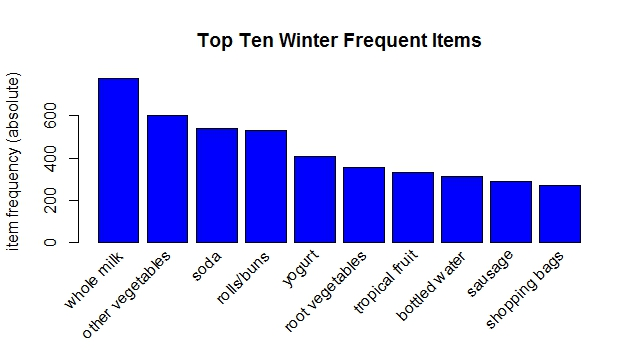 Top Ten Winter Frequent Items
item frequency (absolute)
600
400
200
0
whole milk
other vegetables
soda
rolls/buns
yogurt
root vegetables
tropical fruit
bottled water
sausage
shopping bags